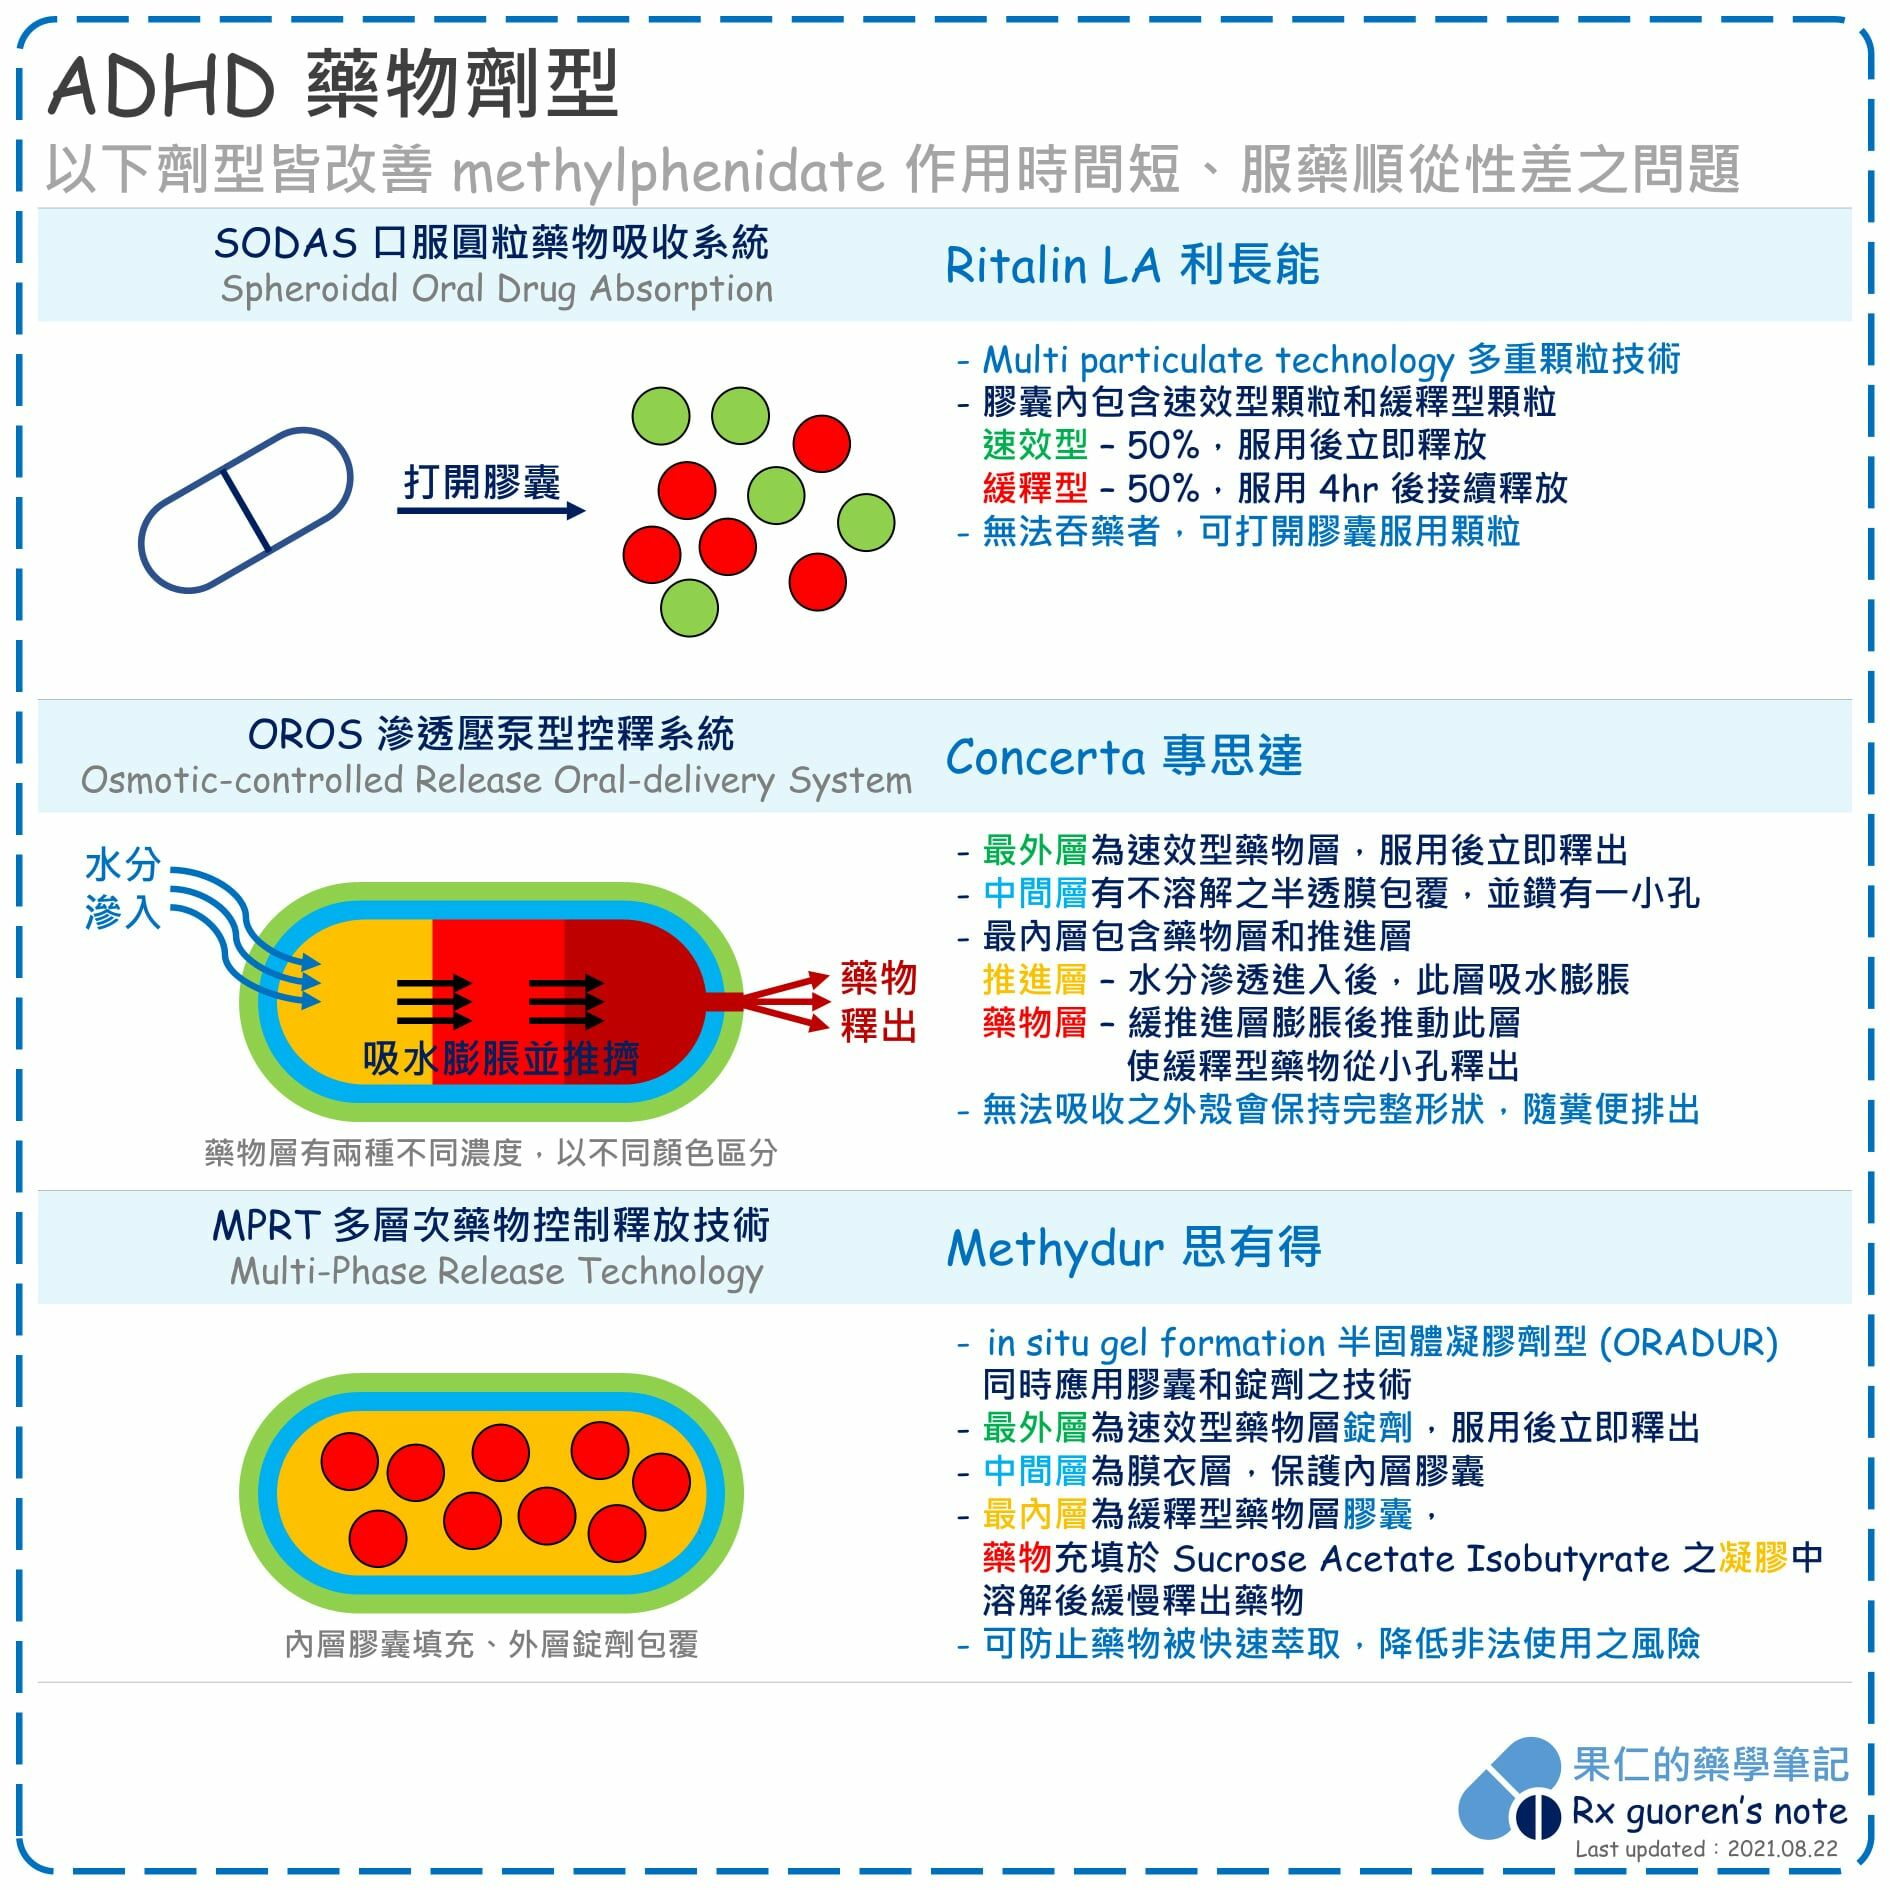 ADHD 藥物劑型
以下劑型皆改善 methylphenidate 作用時間短、服藥順從性差之問題
SODAS 口服圓粒藥物吸收系統
Spheroidal Oral Drug Absorption
Ritalin LA 利長能
打開膠囊
- Multi particulate technology 多重顆粒技術
- 膠囊內包含速效型顆粒和緩釋型顆粒
速效型 – 50%，服用後立即釋放
緩釋型 – 50%，服用 4hr 後接續釋放
- 無法吞藥者，可打開膠囊服用顆粒
OROS 滲透壓泵型控釋系統
Osmotic-controlled Release Oral-delivery System
Concerta 專思達
水分
滲入
吸水膨脹並推擠
藥物
釋出
藥物層有兩種不同濃度，以不同顏色區分
- 最外層為速效型藥物層，服用後立即釋出
- 中間層有不溶解之半透膜包覆，並鑽有一小孔
- 最內層包含藥物層和推進層
推進層 – 水分滲透進入後，此層吸水膨脹
藥物層 – 緩推進層膨脹後推動此層
使緩釋型藥物從小孔釋出
- 無法吸收之外殼會保持完整形狀，隨糞便排出
MPRT 多層次藥物控制釋放技術
Multi-Phase Release Technology
Methydur 思有得
內層膠囊填充、外層錠劑包覆
- in situ gel formation 半固體凝膠劑型 (ORADUR)
同時應用膠囊和錠劑之技術
- 最外層為速效型藥物層錠劑，服用後立即釋出
- 中間層為膜衣層，保護內層膠囊
- 最內層為緩釋型藥物層膠囊，
藥物充填於 Sucrose Acetate Isobutyrate 之凝膠中
溶解後緩慢釋出藥物
- 可防止藥物被快速萃取，降低非法使用之風險
果仁的藥學筆記
Rx guoren's note
Last updated：2021.08.22